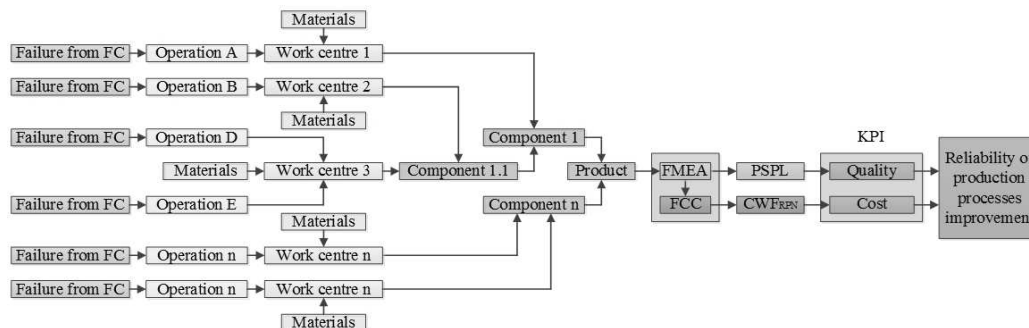 Materials
Failure from FC Operation A Work centre 1
Failure from FC Operation B Work centre 2
Materials
Failure from FC Operation D
Component 1
KPI
Materials Work centre 3 Component 1.1 Product FMEA PSPL Quality
Reliability o
production
processes
improvemen
Failure from FC Operation E
Component n FCC CWFRPN Cost
Materials
Failure from FC Operation n Work centre n
Failure from FC Operation n Work centre n
Materials